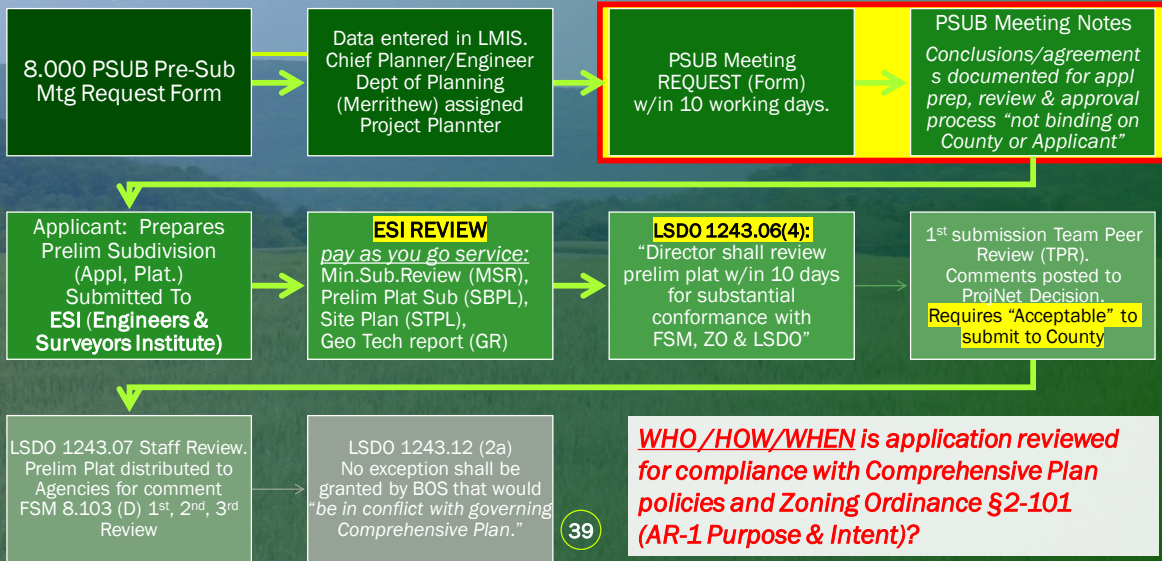 8.000 PSUB Pre-Sub
Mtg Request Form
Data entered in LMIS.
Chief Planner/Engineer
Dept of Planning
(Merrithew) assigned
Project Plannter
PSUB Meeting
REQUEST (Form)
w/in 10 working days.
PSUB Meeting Notes
Conclusions/agreement
s documented for appl
prep, review & approval
process “not binding on
County or Applicant”
Applicant: Prepares
Prelim Subdivision
(Appl, Plat.)
Submitted To
ESI (Engineers &
Surveyors Institute)
ESI REVIEW
pay as you go service:
Min.Sub.Review (MSR),
Prelim Plat Sub (SBPL),
Site Plan (STPL),
Geo Tech report (GR)
LSDO 1243.06(4):
“Director shall review
prelim plat w/in 10 days
for substantial
conformance with
FSM, ZO & LSDO”
1st submission Team Peer
Review (TPR).
Comments posted to
ProjNet Decision.
Requires “Acceptable” to
submit to County
LSDO 1243.07 Staff Review.
Prelim Plat distributed to
Agencies for comment
FSM 8.103 (D) 1st, 2nd, 3rd
Review
LSDO 1243.12 (2a)
No exception shall be
granted by BOS that would
“be in conflict with governing
Comprehensive Plan.”
39
WHO/HOW/WHEN is application reviewed
for compliance with Comprehensive Plan
policies and Zoning Ordinance §2-101
(AR-1 Purpose & Intent)?